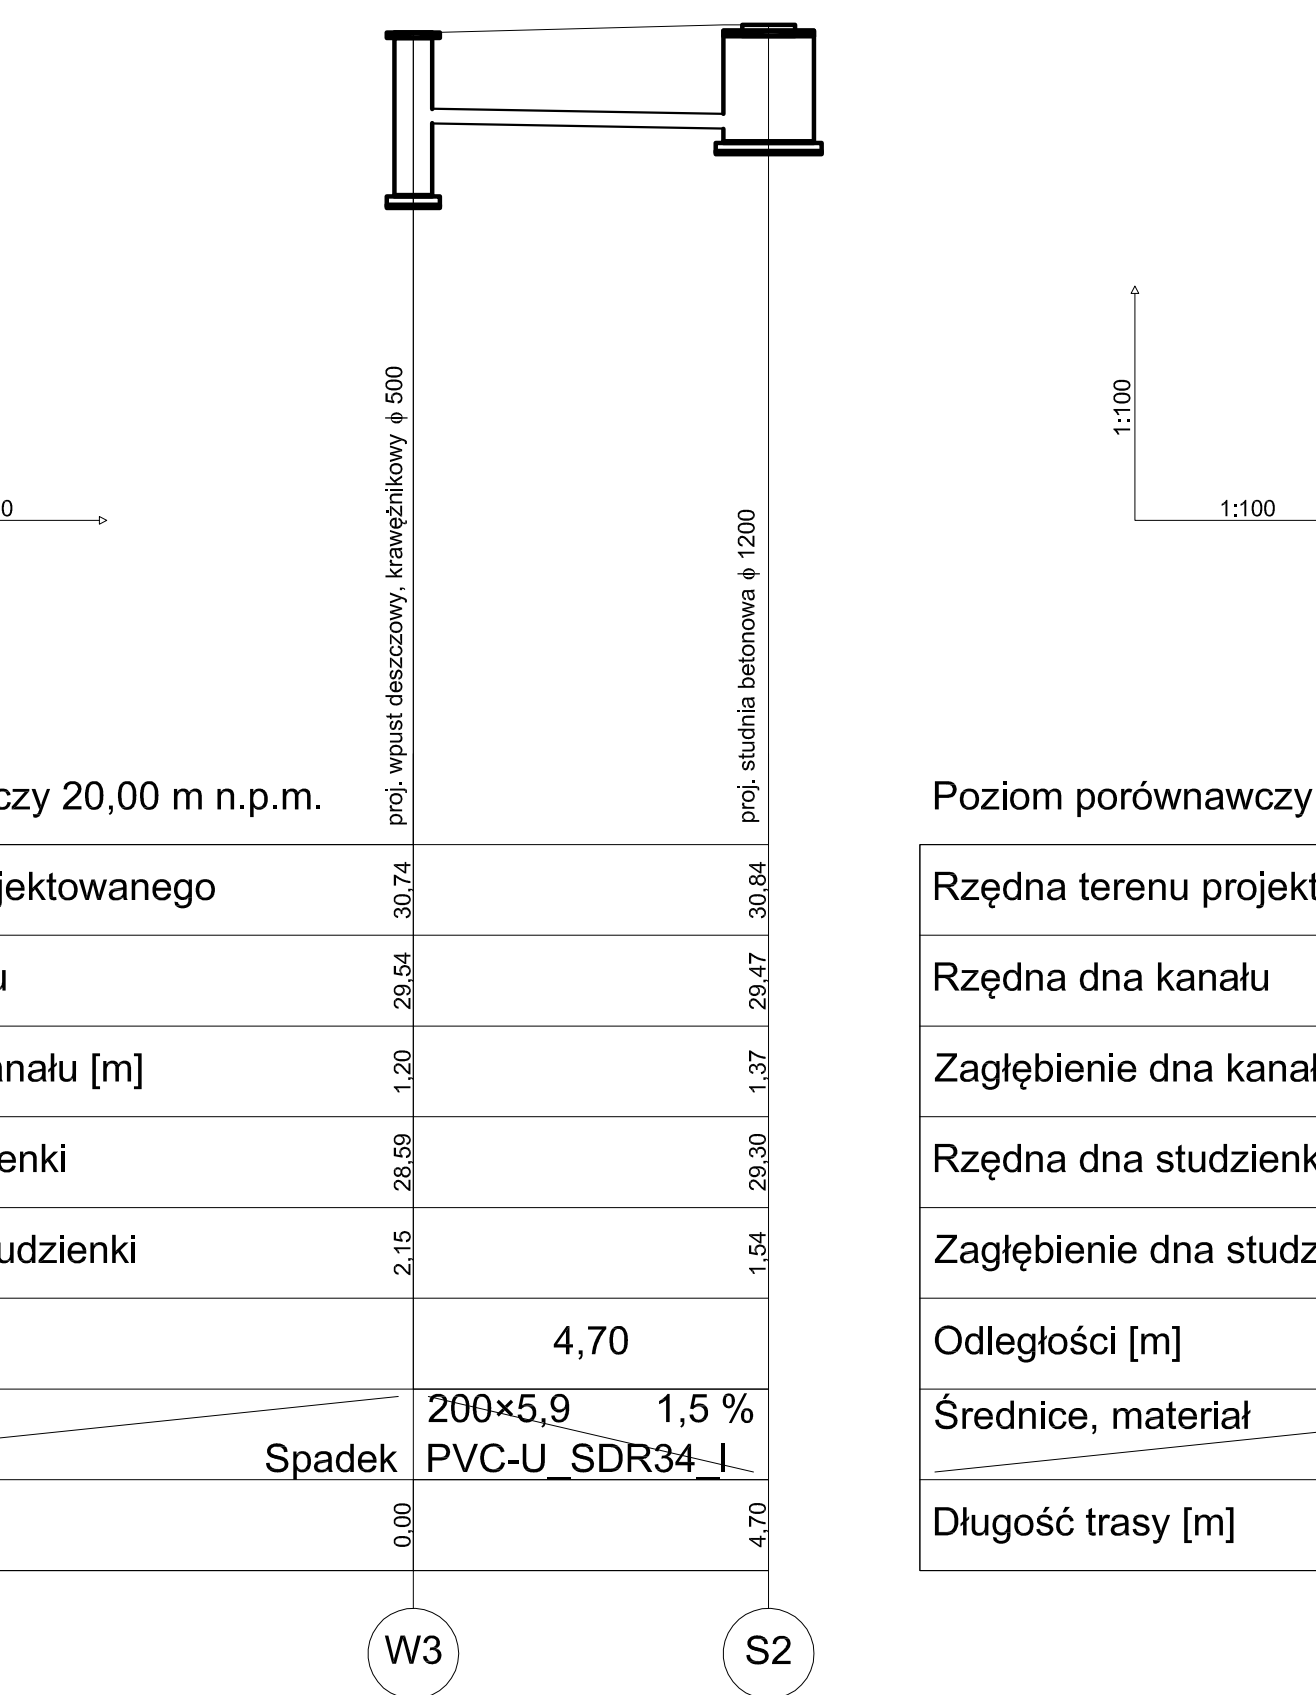 proj. wpust deszczowy, krawężnikowy ϕ 500
proj. studnia betonowa ϕ 1200
0
1:100
1:100
czy 20,00 m n.p.m.
jektowanego 30,74 30,84
u 29,54 29,47
anału [m] 1,20 1,37
enki 28,59 29,30
udzienki 2,15 1,54
4,70
200×5,9 1,5 %
Spadek PVC-U_SDR34_I
0,00 4,70
W3 S2
Poziom porównawczy
Rzędna terenu projekt
Rzędna dna kanału
Zagłębienie dna kanał
Rzędna dna studzienk
Zagłębienie dna studz
Odległości [m]
Średnice, materiał
Długość trasy [m]